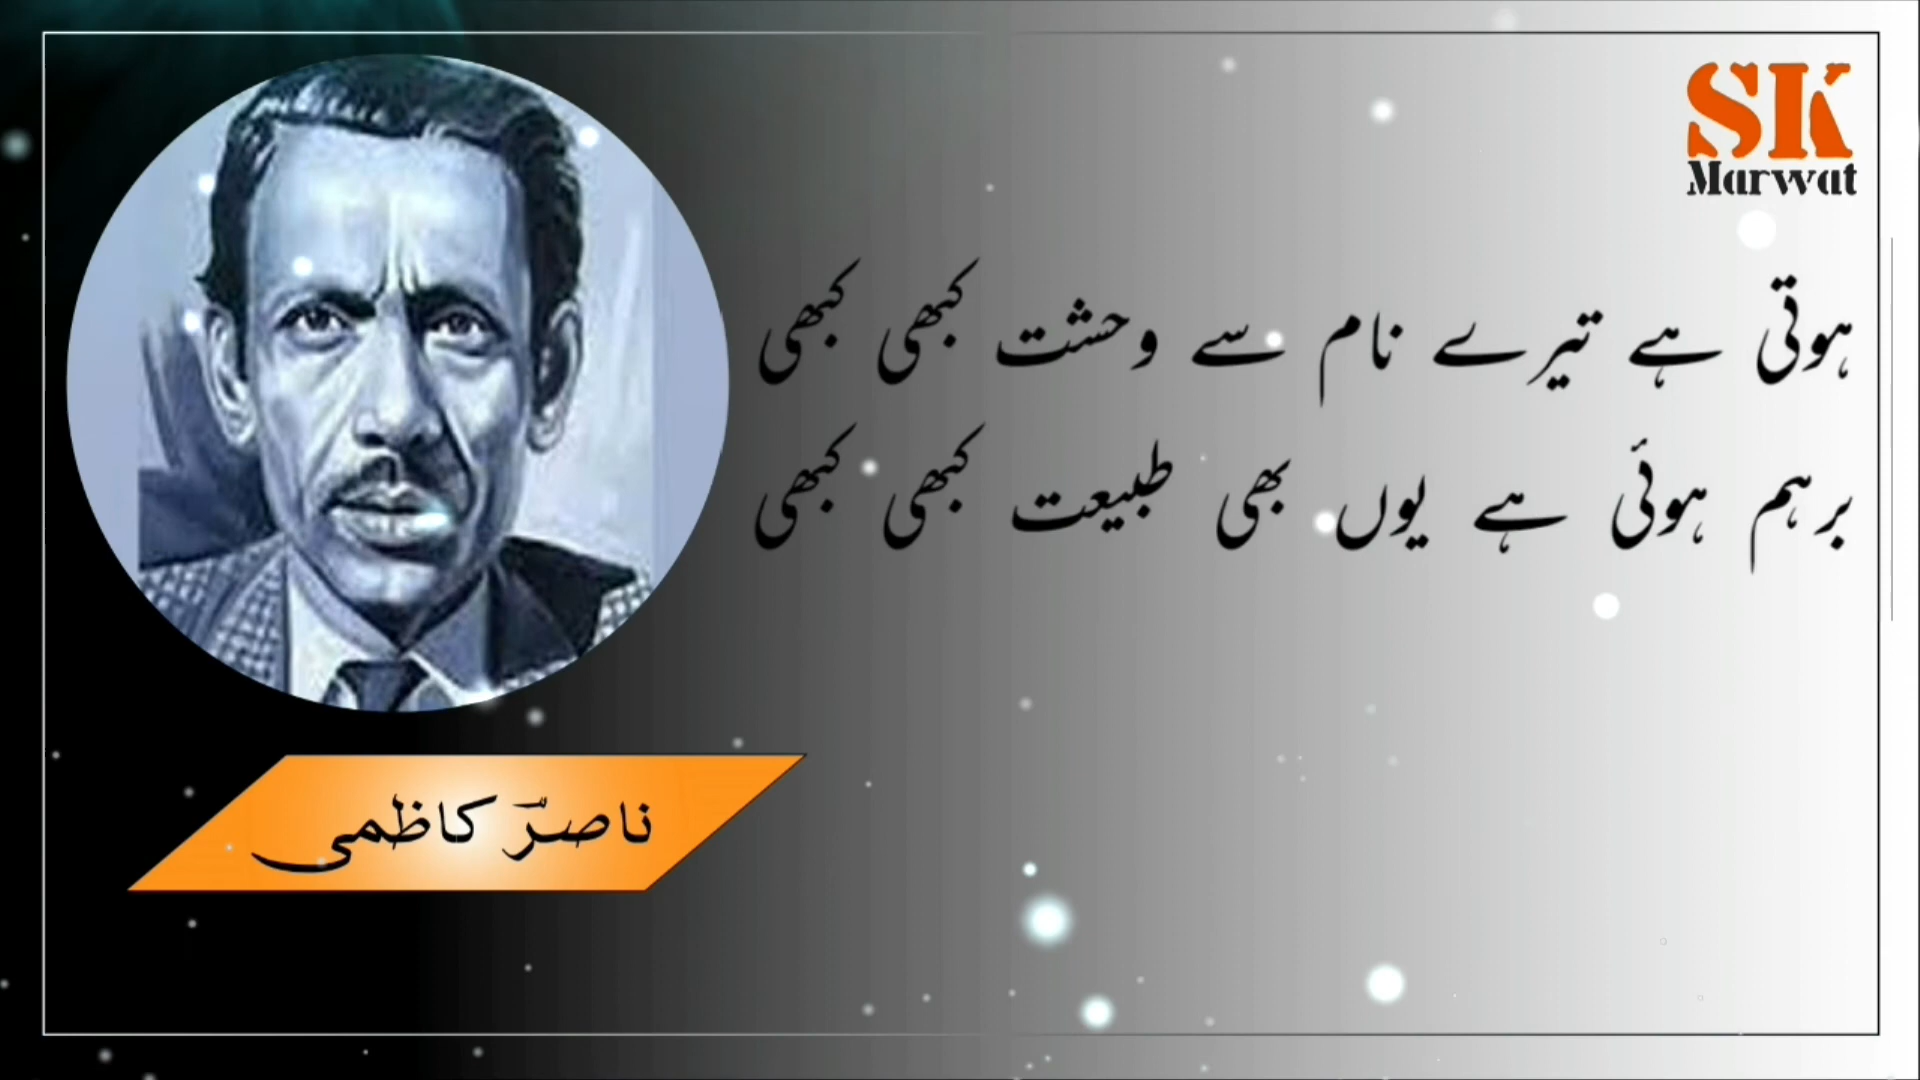 SK
Marwat
ہوتی ہے تیرے نام سے وحشت کبھی کبھی
برہم ہوئی ہے یوں بھی طبیعت کبھی کبھی
ناصرؔ کاظمی